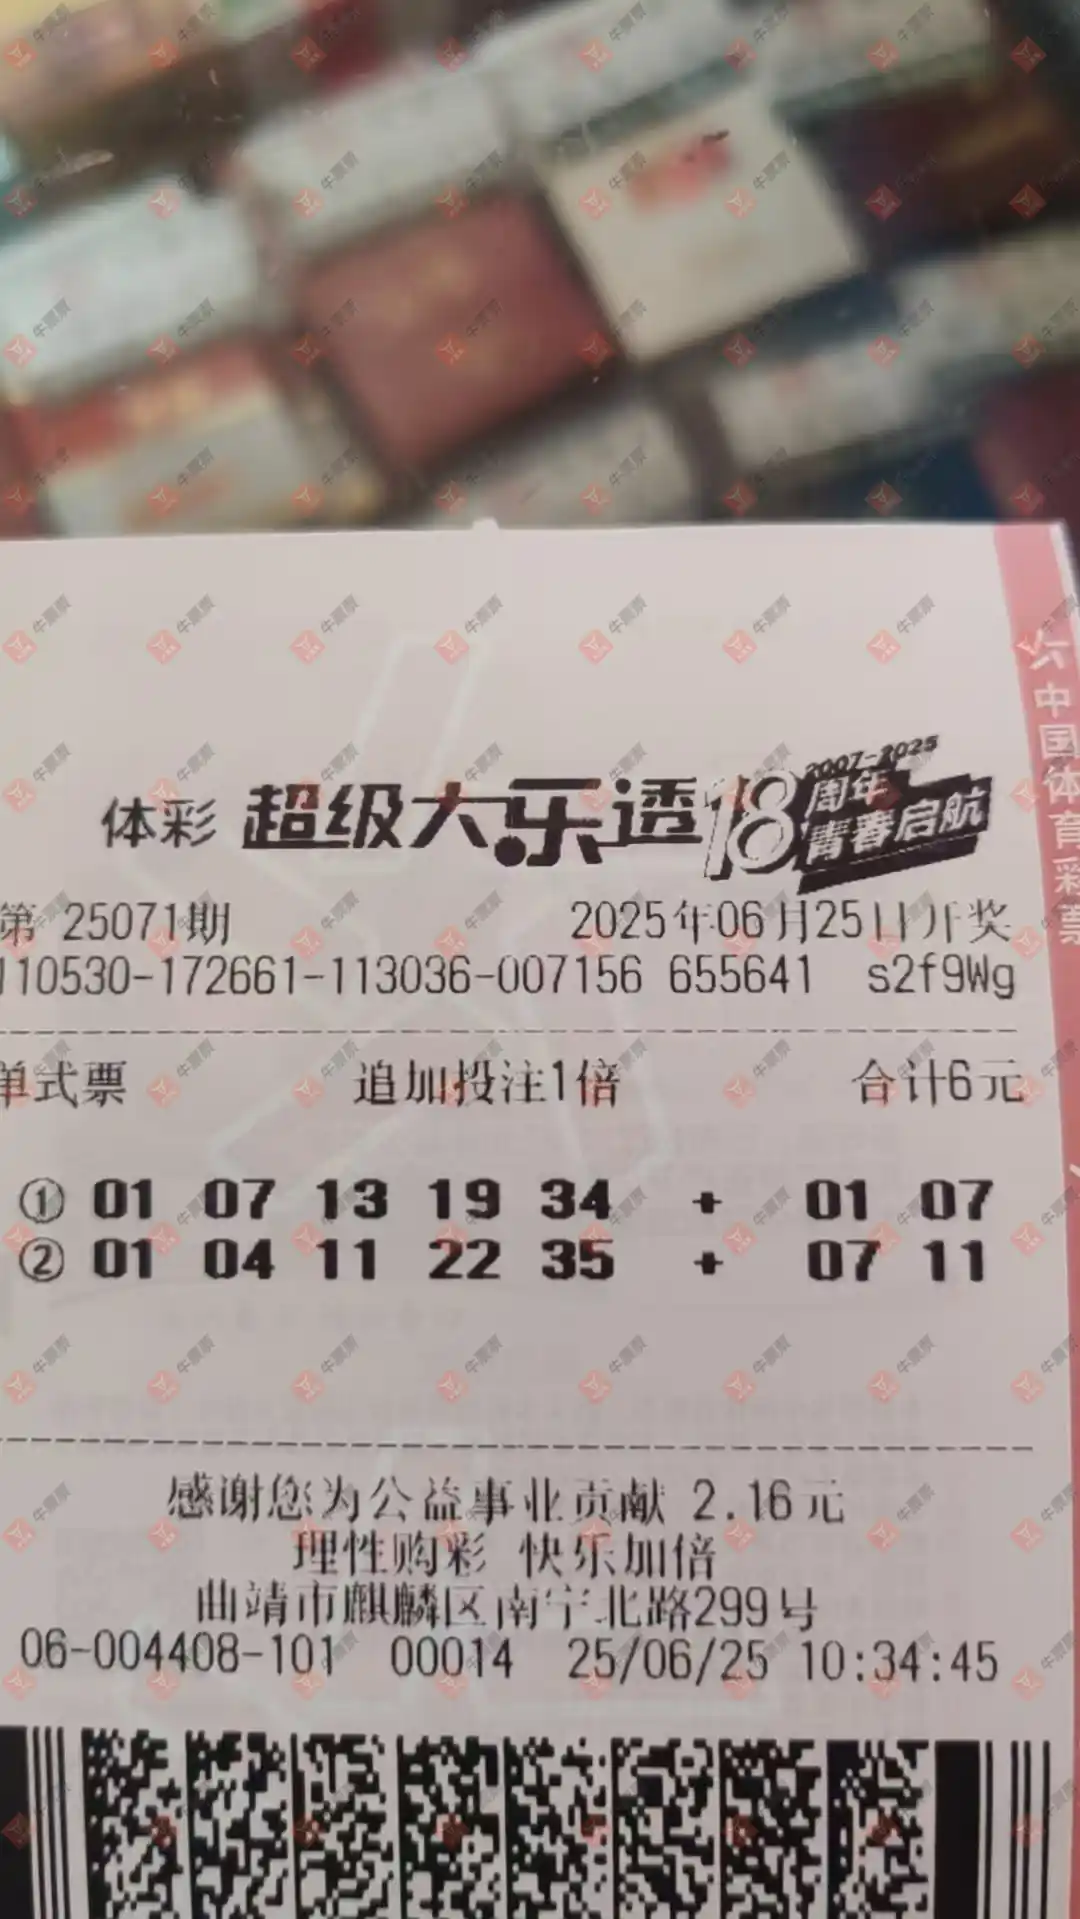 体彩 超级大乐透 18周年 2007-2025 青春启航
第 25071期 2025年06月25日开奖
110530-172661-113036-007156 655641 s2f9Wg
单式票 追加投注1倍 合计6元
① 01 07 13 19 34 + 01 07
② 01 04 11 22 35 + 07 11
感谢您为公益事业贡献 2.16元
理性购彩 快乐加倍
曲靖市麒麟区南宁北路299号
06-004408-101 00014 25/06/25 10:34:45
中国体育彩票
牛票票